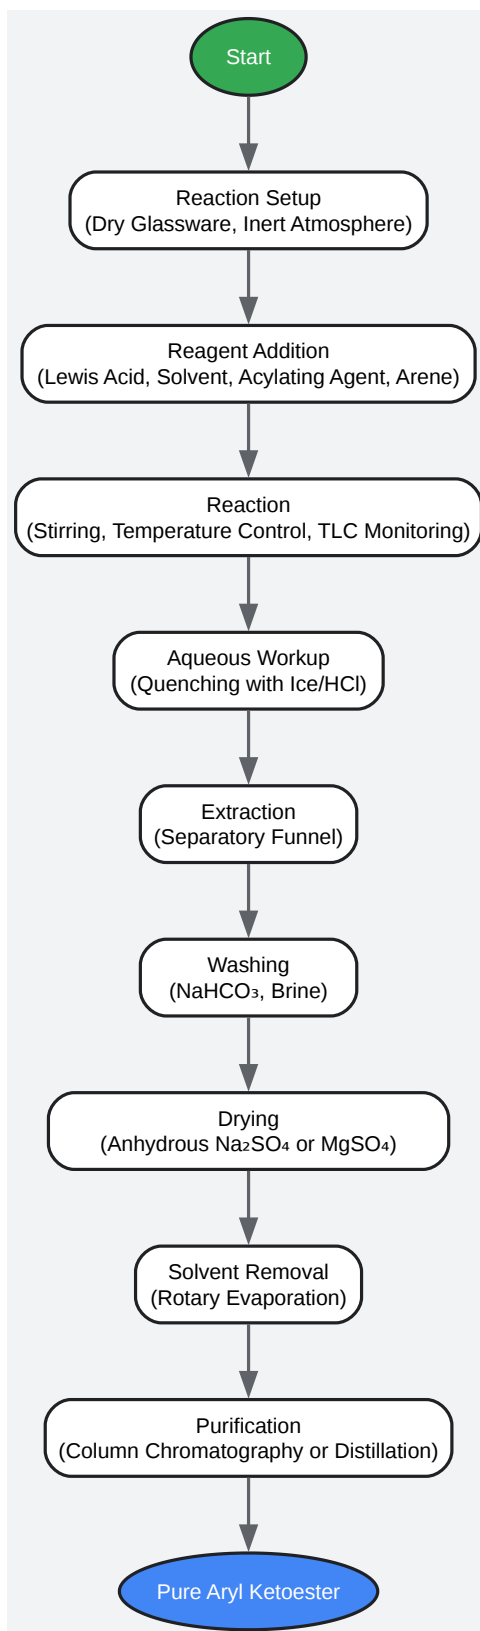 Start
Reaction Setup
(Dry Glassware, Inert Atmosphere)
Reagent Addition
(Lewis Acid, Solvent, Acylating Agent, Arene)
Reaction
(Stirring, Temperature Control, TLC Monitoring)
Aqueous Workup
(Quenching with Ice/HCl)
Extraction
(Separatory Funnel)
Washing
(NaHCO₃, Brine)
Drying
(Anhydrous Na₂SO₄ or MgSO₄)
Solvent Removal
(Rotary Evaporation)
Purification
(Column Chromatography or Distillation)
Pure Aryl Ketoester